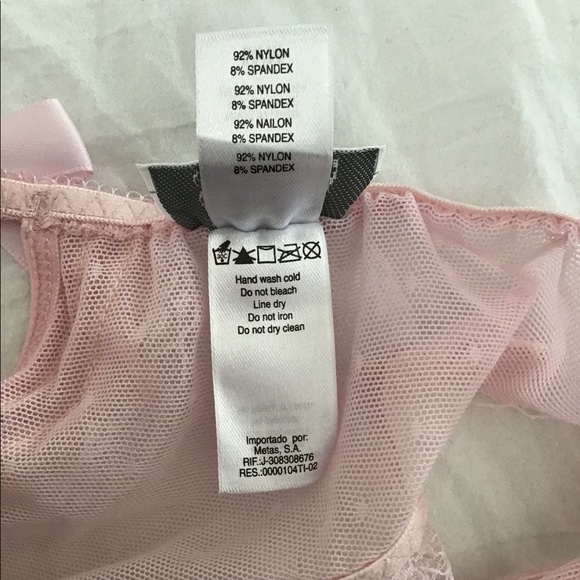 92% NYLON
8% SPANDEX
92% NYLON
8% SPANDEX
92% NAILON
8% SPANDEX
92% NYLON
8% SPANDEX
Hand wash cold
Do not bleach
Line dry
Do not iron
Do not dry clean
Importado por:
Metas, S.A.
RIF.:J-308308676
RES.:0000104TI-02